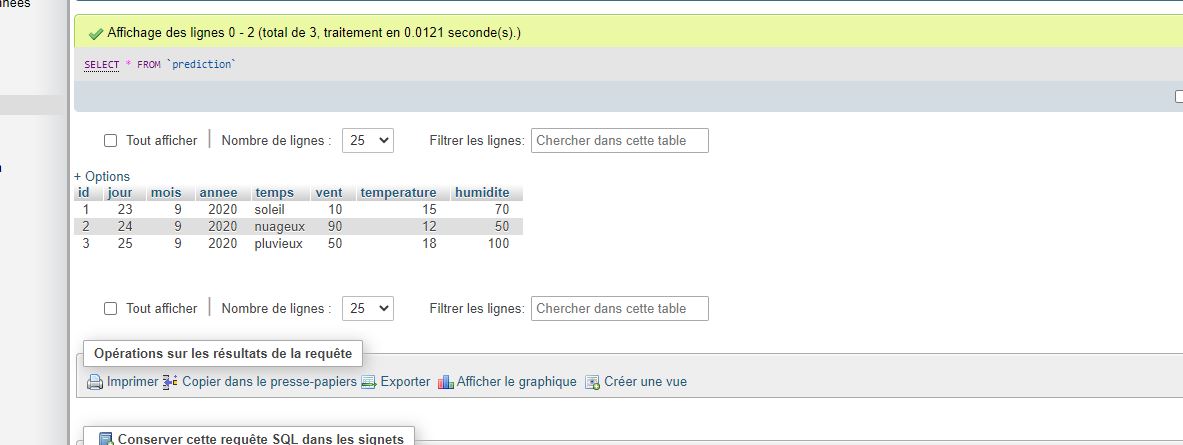 nnées
Affichage des lignes 0 - 2 (total de 3, traitement en 0.0121 seconde(s).)
SELECT * FROM `prediction`
Tout afficher | Nombre de lignes : 25 Filtrer les lignes: Chercher dans cette table
+ Options
id jour mois annee temps vent temperature humidite
1 23 9 2020 soleil 10 15 70
2 24 9 2020 nuageux 90 12 50
3 25 9 2020 pluvieux 50 18 100
Tout afficher | Nombre de lignes : 25 Filtrer les lignes: Chercher dans cette table
Opérations sur les résultats de la requête
Imprimer Copier dans le presse-papiers Exporter Afficher le graphique Créer une vue
Conserver cette requête SQL dans les signets